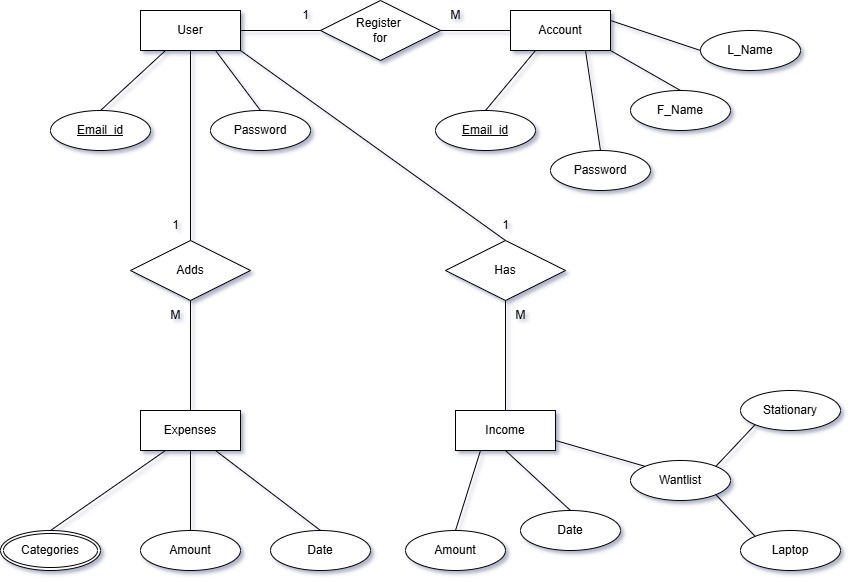 User
1
Register
for
M
Account
L_Name
Email_id
Password
Email_id
F_Name
Password
1
1
Adds
Has
M
M
Expenses
Income
Stationary
Wantlist
Categories
Amount
Date
Amount
Date
Laptop